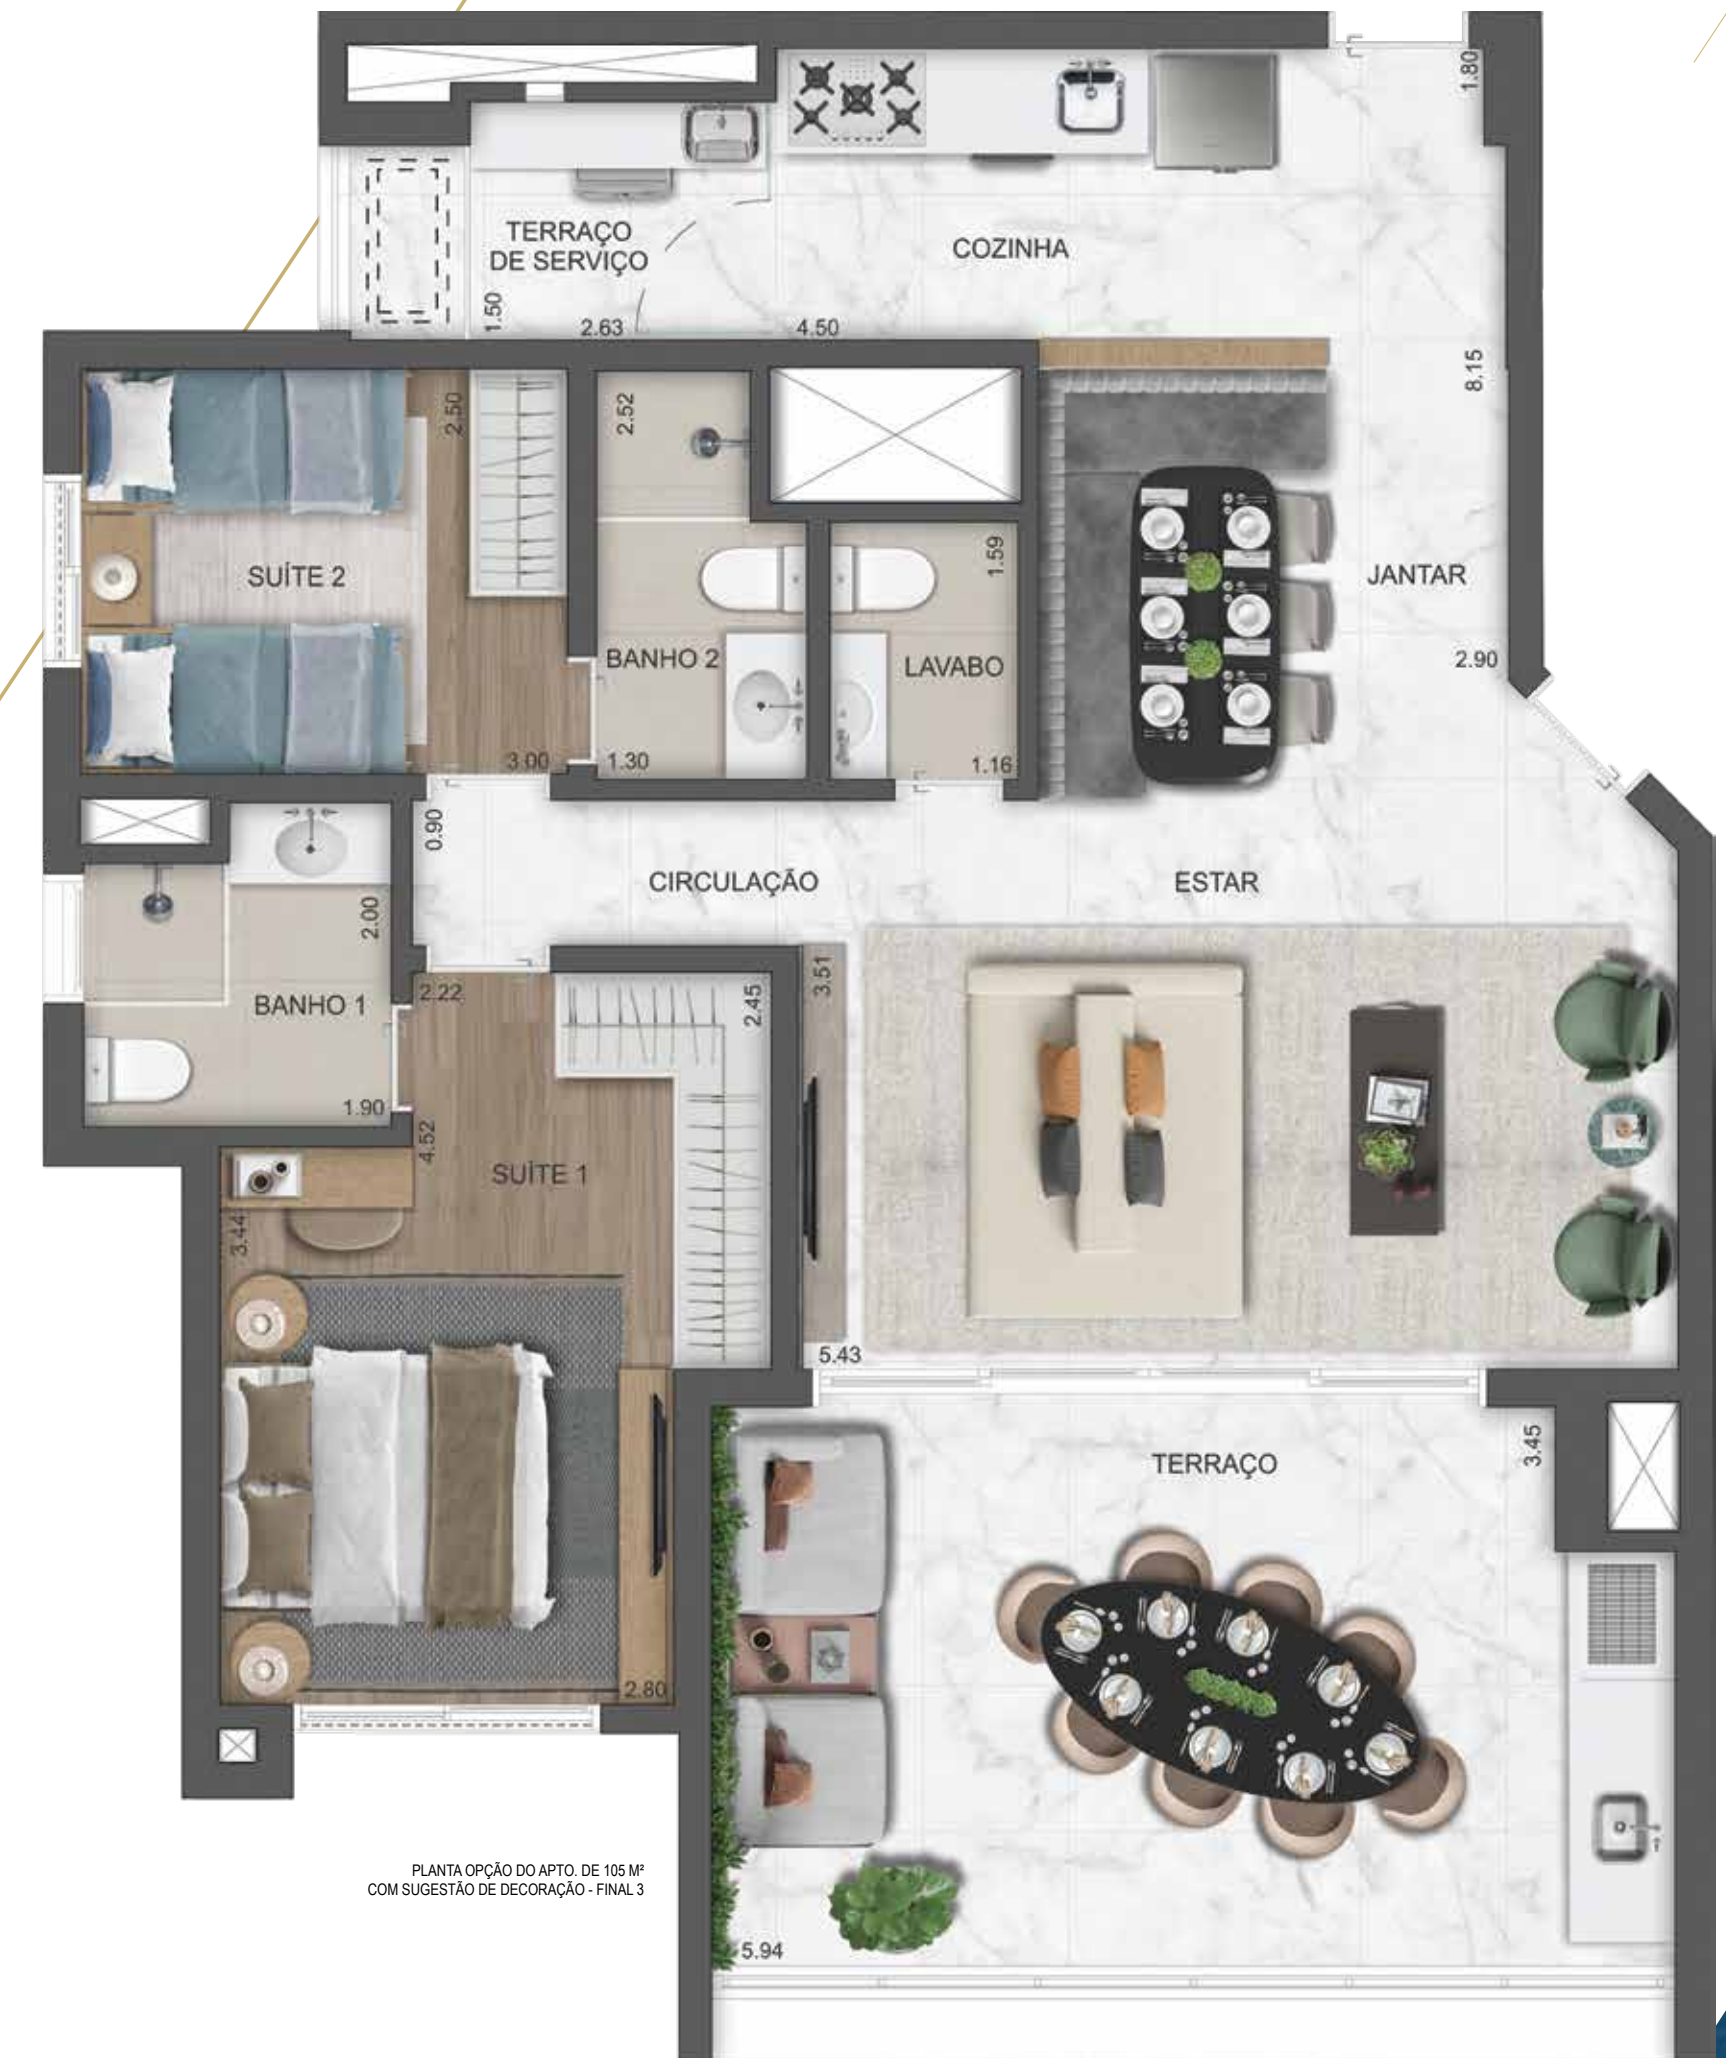 1.80
TERRAÇO
DE SERVIÇO
COZINHA
1.50
2.63
4.50
8.15
2.50
2.52
SUÍTE 2
1.59
JANTAR
BANHO 2
LAVABO
2.90
3.00
1.30
1.16
0.90
CIRCULAÇÃO
ESTAR
2.00
BANHO 1
2.22
2.45
3.51
1.90
4.52
SUÍTE 1
3.44
5.43
TERRAÇO
3.45
2.80
PLANTA OPÇÃO DO APTO. DE 105 M²
COM SUGESTÃO DE DECORAÇÃO - FINAL 3
5.94